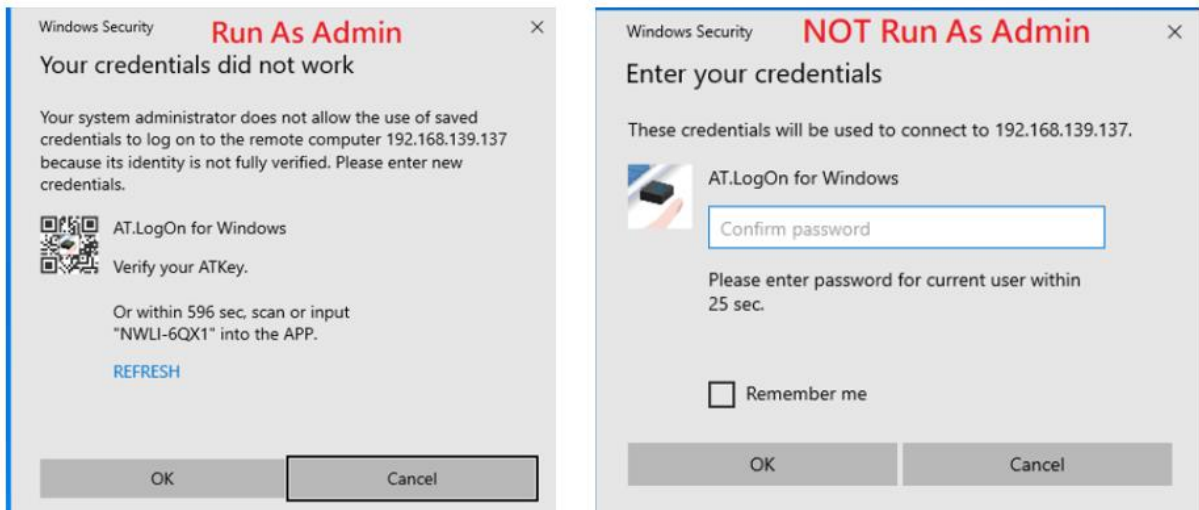 Windows Security
Run As Admin
Your credentials did not work
Your system administrator does not allow the use of saved
credentials to log on to the remote computer 192.168.139.137
because its identity is not fully verified. Please enter new
credentials.
AT.LogOn for Windows
Verify your ATKey.
Or within 596 sec, scan or input
"NWLI-6QX1" into the APP.
REFRESH
OK
Cancel
Windows Security
NOT Run As Admin
Enter your credentials
These credentials will be used to connect to 192.168.139.137.
AT.LogOn for Windows
Confirm password
Please enter password for current user within
25 sec.
Remember me
OK
Cancel